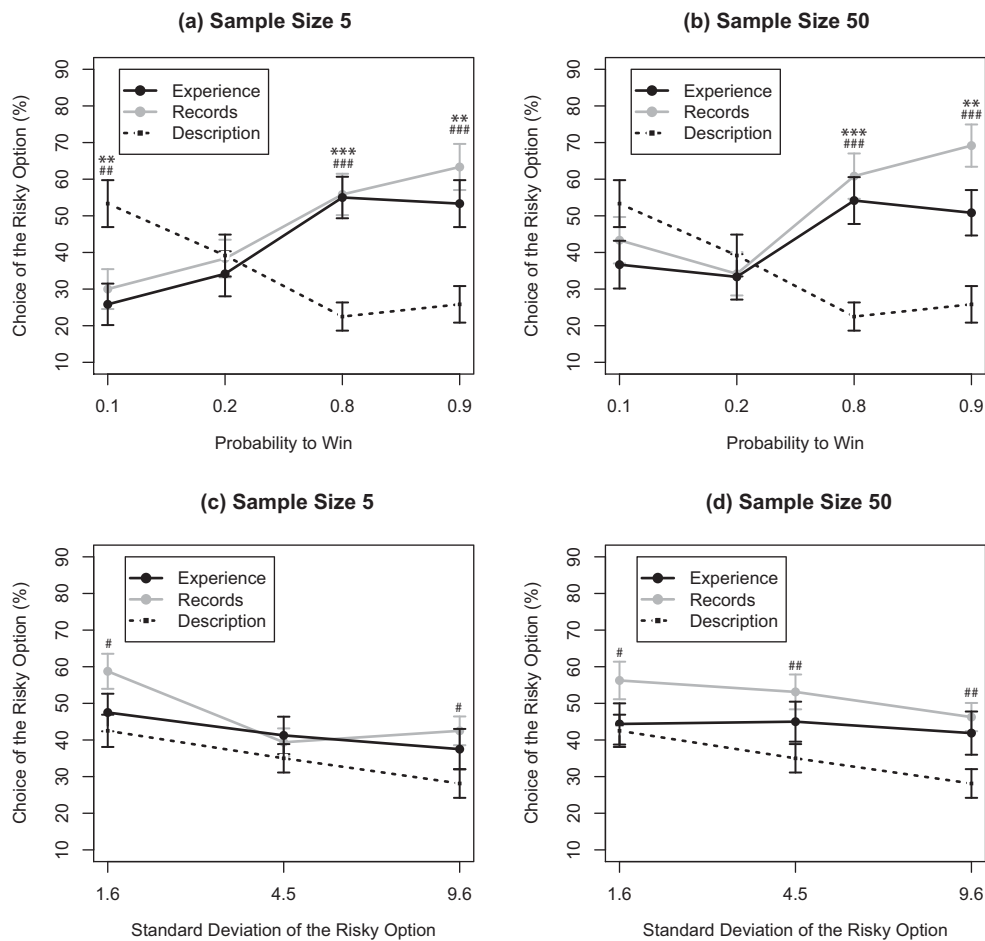 (a) Sample Size 5
Choice of the Risky Option (%)
90
80
70
60
50
40
30
20
10
Experience
Records
Description
**
##
***
###
**
###
0.1 0.2 0.8 0.9
Probability to Win
(b) Sample Size 50
Choice of the Risky Option (%)
90
80
70
60
50
40
30
20
10
Experience
Records
Description
***
###
**
###
0.1 0.2 0.8 0.9
Probability to Win
(c) Sample Size 5
Choice of the Risky Option (%)
90
80
70
60
50
40
30
20
10
Experience
Records
Description
#
#
1.6 4.5 9.6
Standard Deviation of the Risky Option
(d) Sample Size 50
Choice of the Risky Option (%)
90
80
70
60
50
40
30
20
10
Experience
Records
Description
#
##
##
1.6 4.5 9.6
Standard Deviation of the Risky Option